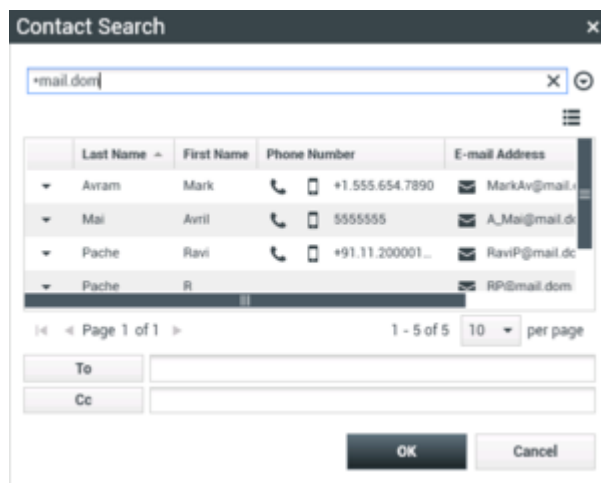 Contact Search
*mail.dom
Last Name First Name Phone Number E-mail Address
Avram Mark +1.555.654.7890 MarkAv@mail.
Mai Avril 5555555 A_Mai@mail.do
Pache Ravi +91.11.200001... RaviP@mail.dc
Pache R RP@mail.dom
Page 1 of 1 1 - 5 of 5 10 per page
To
Cc
OK Cancel